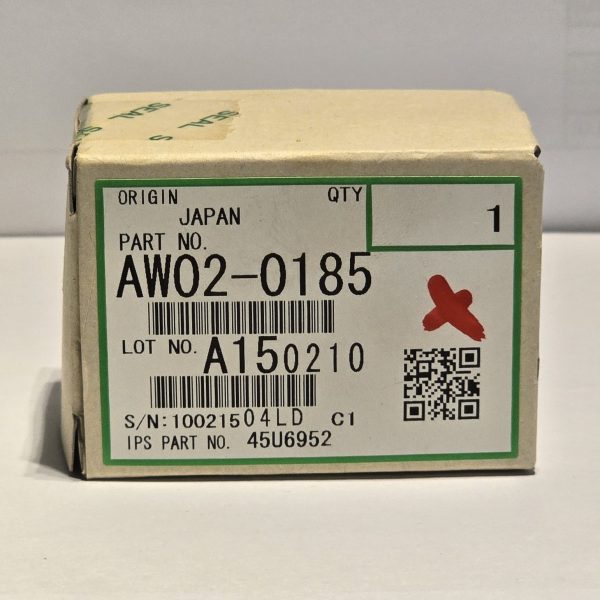 SEAL
SEAL
S
ORIGIN
JAPAN
QTY
1
PART NO.
AW02-0185
LOT NO. A150210
S/N:10021504LD C1
IPS PART NO. 45U6952